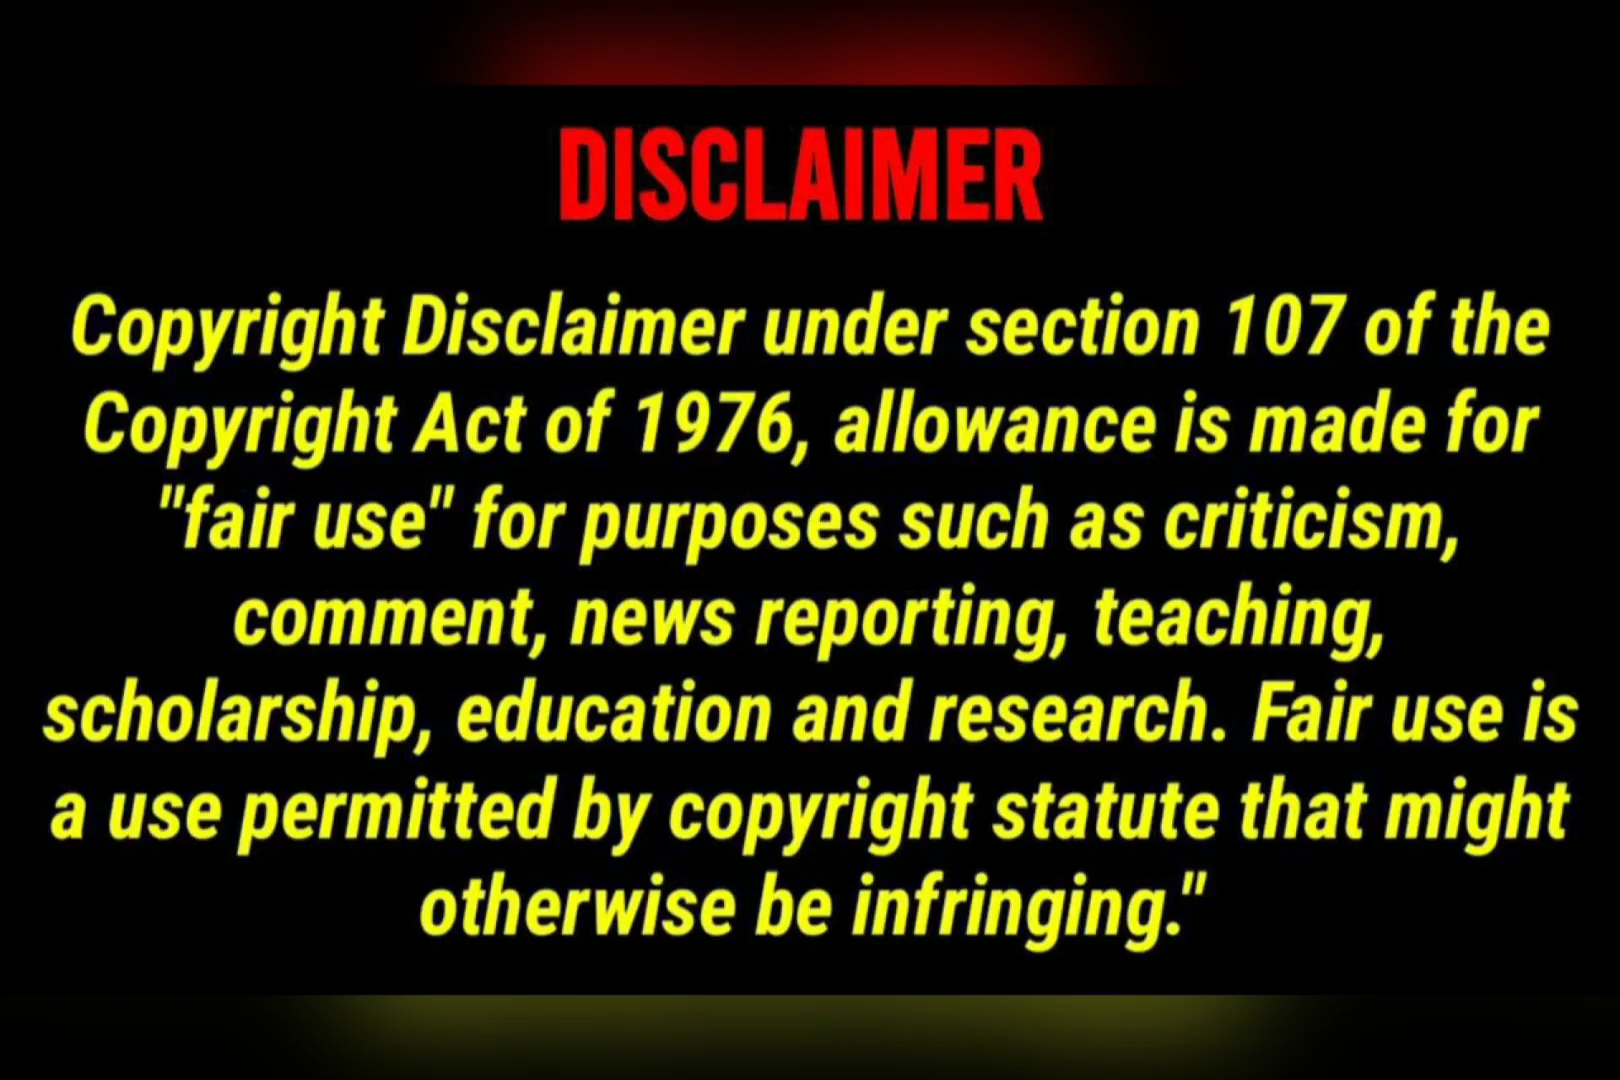 DISCLAIMER
Copyright Disclaimer under section 107 of the
Copyright Act of 1976, allowance is made for
"fair use" for purposes such as criticism,
comment, news reporting, teaching,
scholarship, education and research. Fair use is
a use permitted by copyright statute that might
otherwise be infringing."